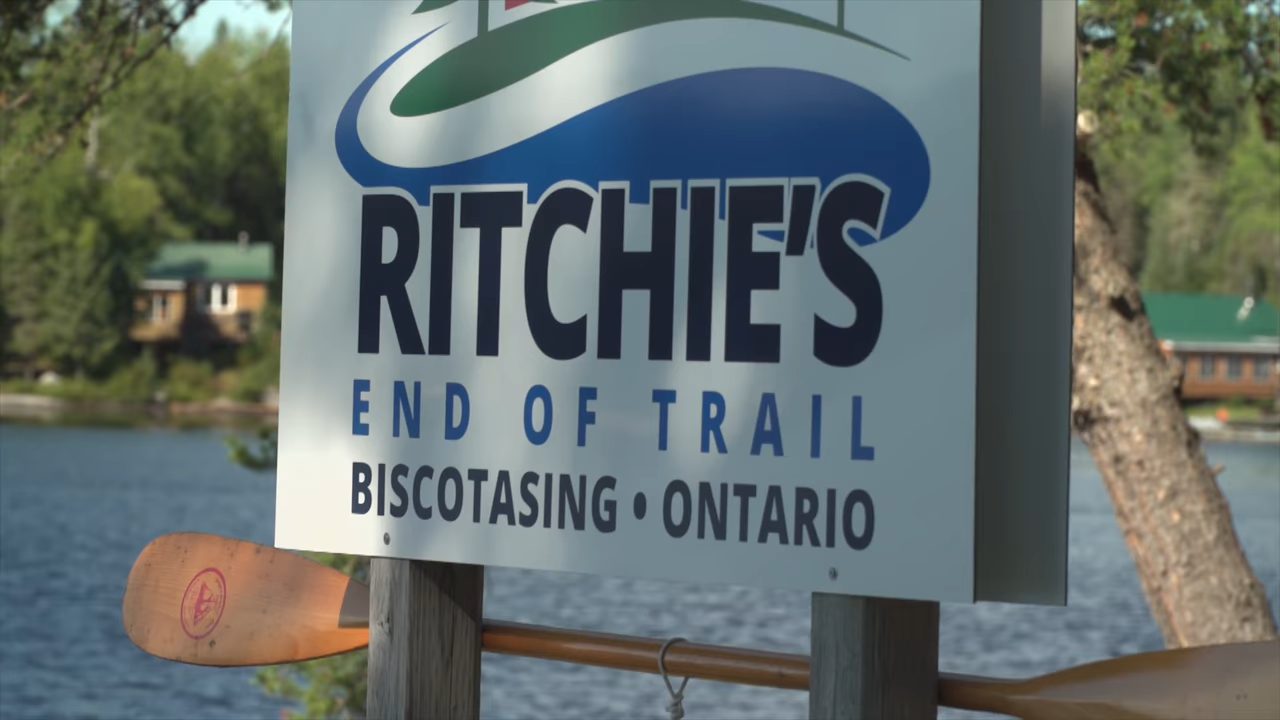 RITCHIE'S
END OF TRAIL
BISCOTASING • ONTARIO